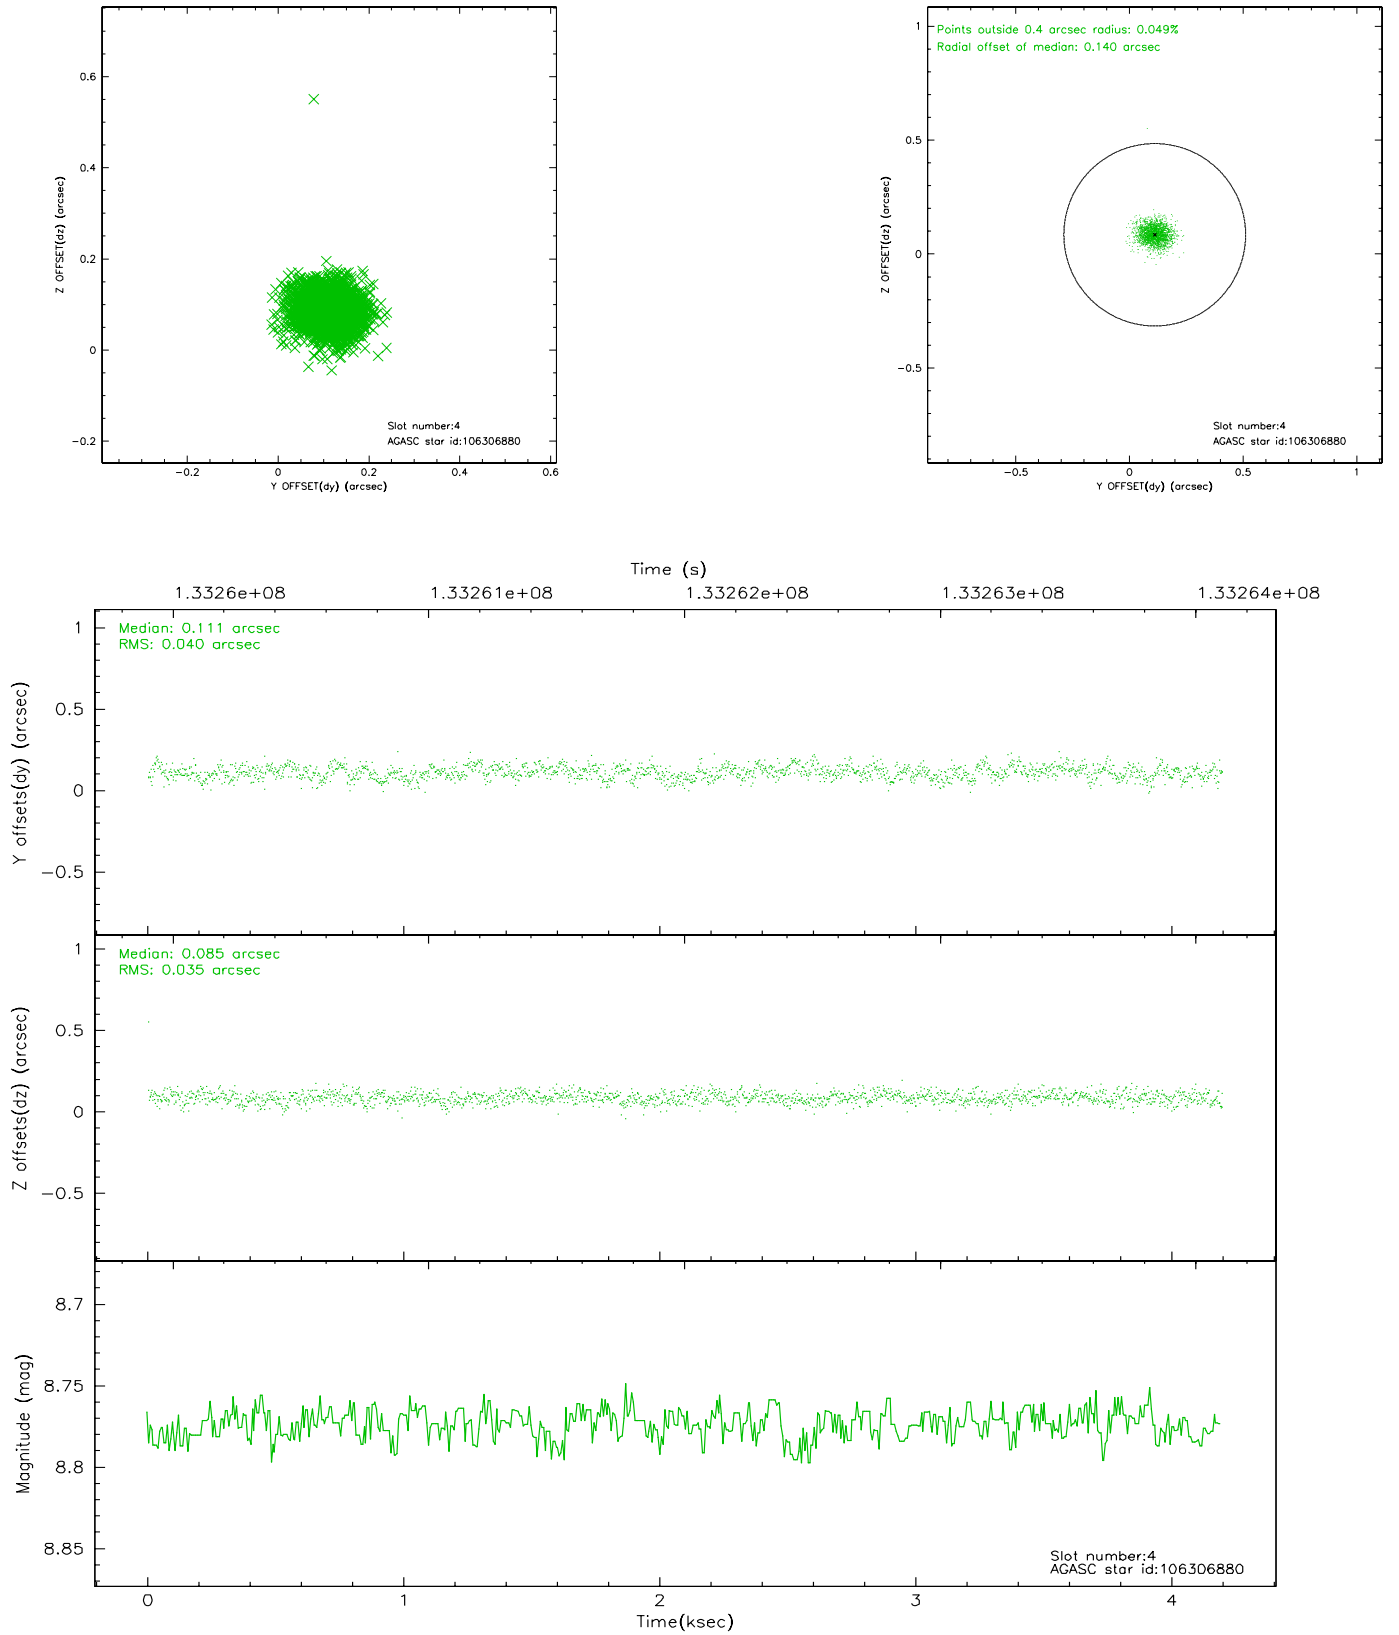 0.6
0.4
0.2
0
-0.2
Z OFFSET(dz) (arcsec)
Slot number:4
AGASC star id:106306880
-0.2 0 0.2 0.4 0.6
Y OFFSET(dy) (arcsec)
Points outside 0.4 arcsec radius: 0.049%
Radial offset of median: 0.140 arcsec
1
0.5
0
-0.5
Z OFFSET(dz) (arcsec)
Slot number:4
AGASC star id:106306880
-0.5 0 0.5 1
Y OFFSET(dy) (arcsec)
Time (s)
1.3326e+08 1.33261e+08 1.33262e+08 1.33263e+08 1.33264e+08
Median: 0.111 arcsec
RMS: 0.040 arcsec
1
0.5
0
-0.5
Y offsets(dy) (arcsec)
Median: 0.085 arcsec
RMS: 0.035 arcsec
1
0.5
0
-0.5
Z offsets(dz) (arcsec)
8.7
8.75
8.8
8.85
Magnitude (mag)
Slot number:4
AGASC star id:106306880
0 1 2 3 4
Time(ksec)